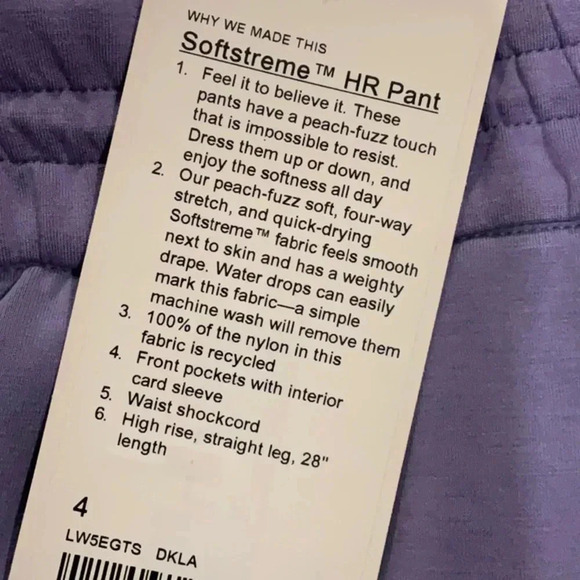 WHY WE MADE THIS
Softstreme™ HR Pant
1. Feel it to believe it. These
pants have a peach-fuzz touch
that is impossible to resist.
Dress them up or down, and
enjoy the softness all day
2. Our peach-fuzz soft, four-way
stretch, and quick-drying
Softstreme™ fabric feels smooth
next to skin and has a weighty
drape. Water drops can easily
mark this fabric—a simple
machine wash will remove them
3. 100% of the nylon in this
fabric is recycled
4. Front pockets with interior
card sleeve
5. Waist shockcord
6. High rise, straight leg, 28"
length
4
LW5EGTS DKLA